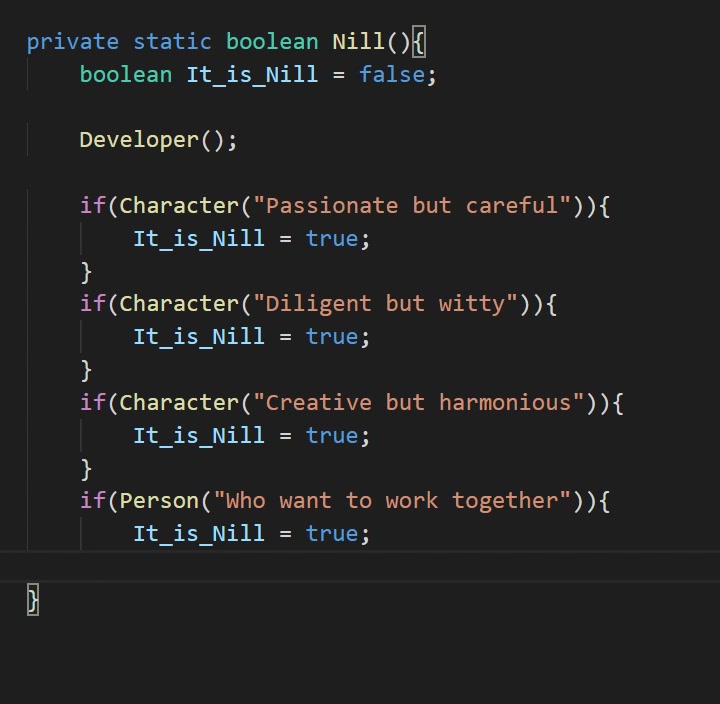 private static boolean Nill(){
boolean It_is_Nill = false;
Developer();
if(Character("Passionate but careful")){
It_is_Nill = true;
}
if(Character("Diligent but witty")){
It_is_Nill = true;
}
if(Character("Creative but harmonious")){
It_is_Nill = true;
}
if(Person("Who want to work together")){
It_is_Nill = true;
}